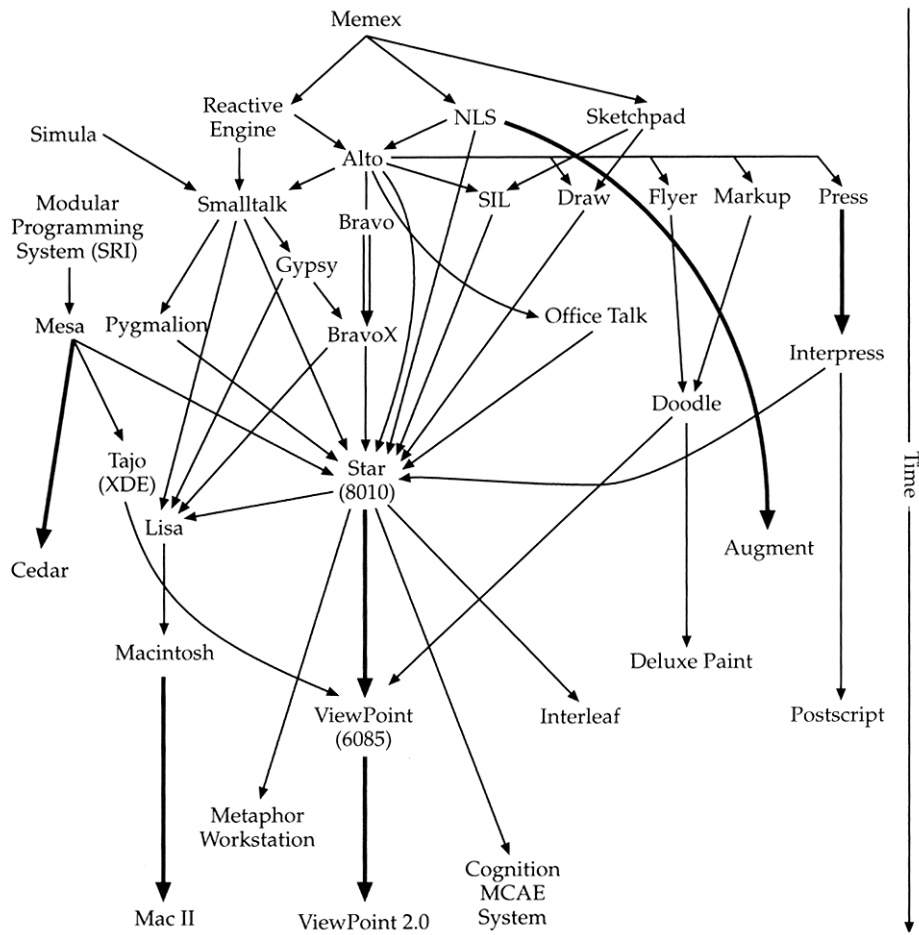 Memex
Reactive
Engine
NLS
Sketchpad
Simula
Alto
Modular
Programming
System (SRI)
Smalltalk
Bravo
SIL
Draw
Flyer
Markup
Press
Gypsy
Mesa
Pygmalion
BravoX
Office Talk
Interpress
Doodle
Tajo
(XDE)
Star
(8010)
Time
Lisa
Augment
Cedar
Macintosh
Deluxe Paint
ViewPoint
(6085)
Interleaf
Postscript
Metaphor
Workstation
Cognition
MCAE
System
Mac II
ViewPoint 2.0